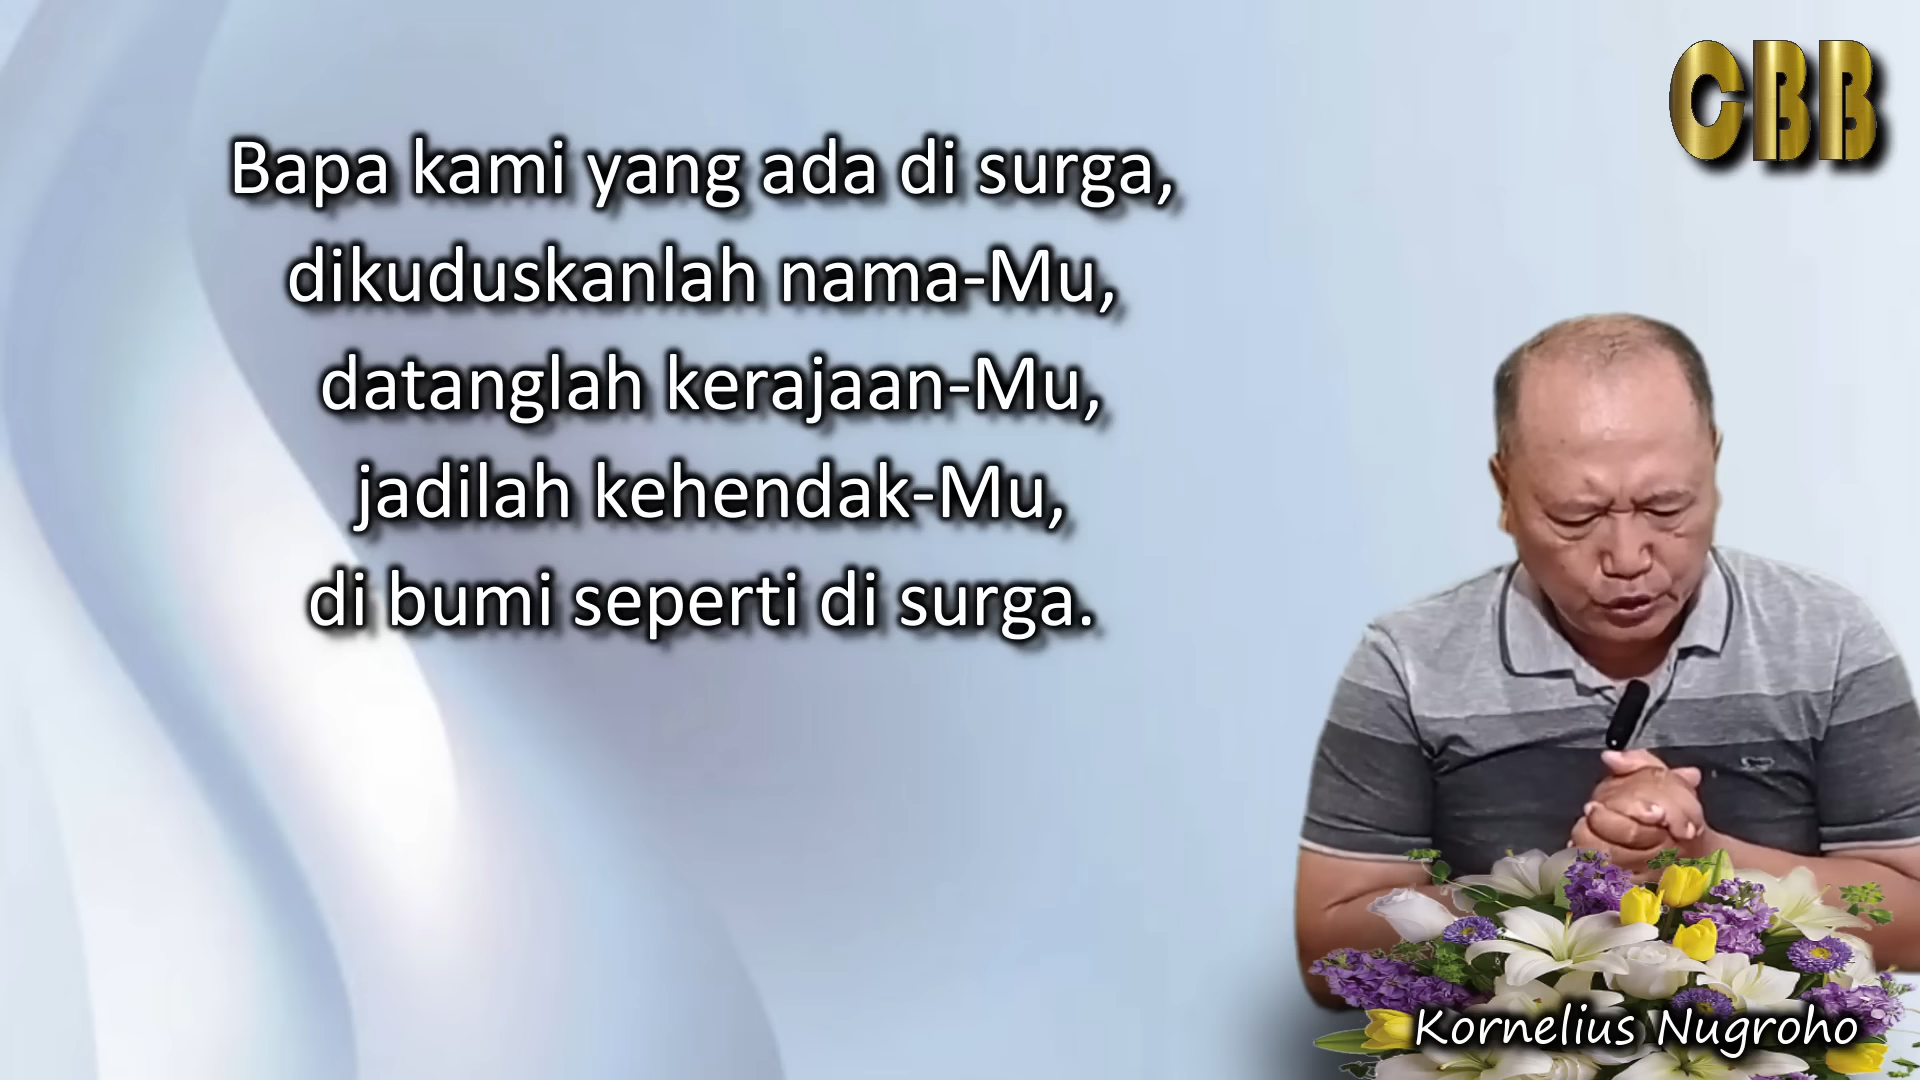 CBB
Bapa kami yang ada di surga,
dikuduskanlah nama-Mu,
datanglah kerajaan-Mu,
jadilah kehendak-Mu,
di bumi seperti di surga.
Kornelius Nugroho